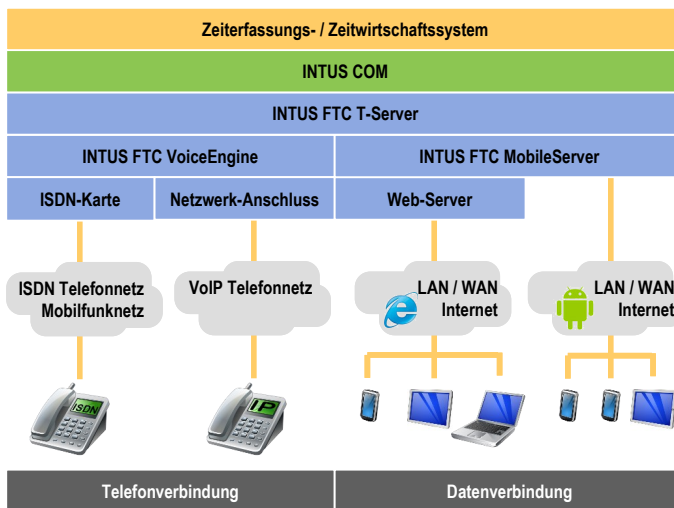 Zeiterfassungs- / Zeitwirtschaftssystem
INTUS COM
INTUS FTC T-Server
INTUS FTC VoiceEngine
INTUS FTC MobileServer
ISDN-Karte
Netzwerk-Anschluss
Web-Server
ISDN Telefonnetz
Mobilfunknetz
VoIP Telefonnetz
LAN / WAN
Internet
LAN / WAN
Internet
ISDN
IP
Telefonverbindung
Datenverbindung